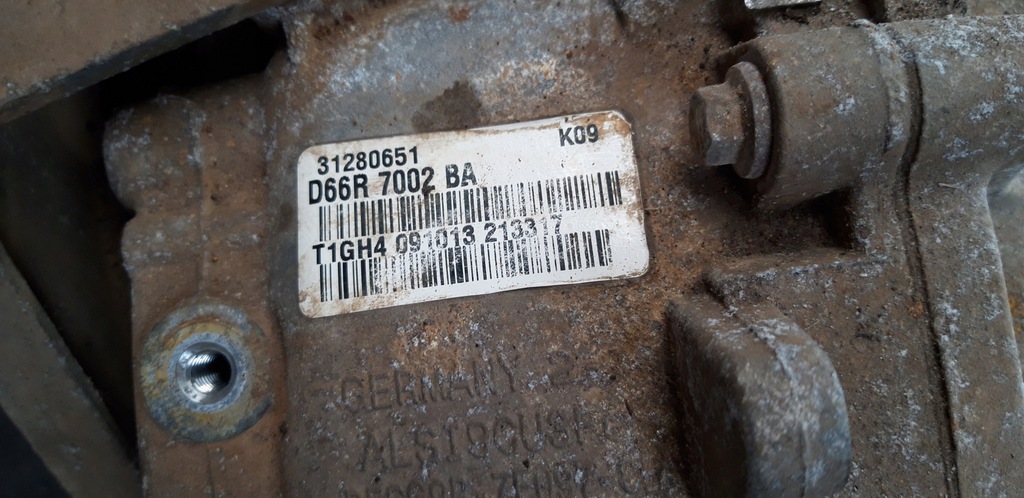 31280651 K09
D66R 7002 BA
T1GH4 091013 213317
GERMANY